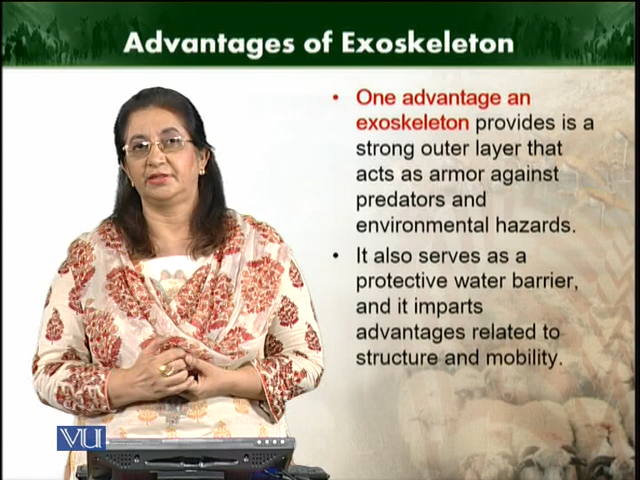 Advantages of Exoskeleton
• One advantage an
exoskeleton provides is a
strong outer layer that
acts as armor against
predators and
environmental hazards.
• It also serves as a
protective water barrier,
and it imparts
advantages related to
structure and mobility.
VU